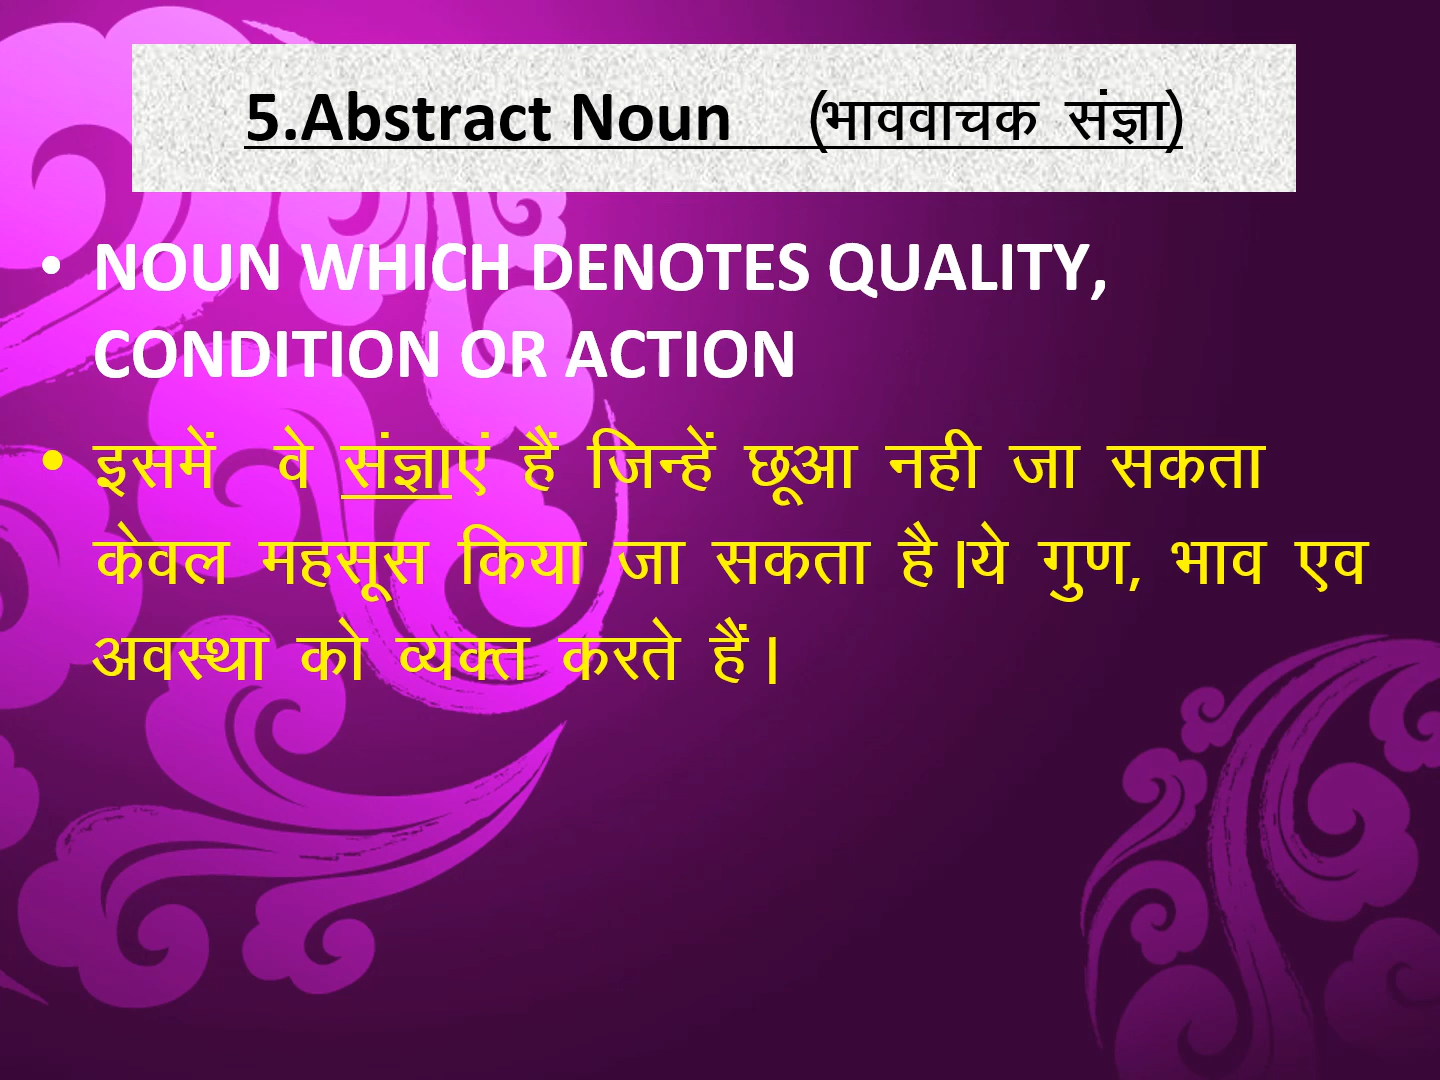 5.Abstract Noun (भाववाचक संज्ञा)
• NOUN WHICH DENOTES QUALITY,
CONDITION OR ACTION
• इसमें वे संज्ञाएं हैं जिन्हें छूआ नही जा सकता
केवल महसूस किया जा सकता है।ये गुण, भाव एव
अवस्था को व्यक्त करते हैं।